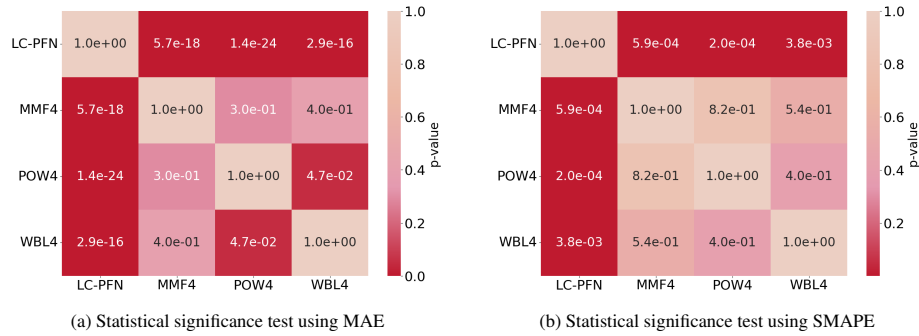 LC-PFN 1.0e+00 5.7e-18 1.4e-24 2.9e-16
MMF4 5.7e-18 1.0e+00 3.0e-01 4.0e-01
POW4 1.4e-24 3.0e-01 1.0e+00 4.7e-02
WBL4 2.9e-16 4.0e-01 4.7e-02 1.0e+00
LC-PFN MMF4 POW4 WBL4
1.0
0.8
0.6
0.4
0.2
0.0
p-value
(a) Statistical significance test using MAE
LC-PFN 1.0e+00 5.9e-04 2.0e-04 3.8e-03
MMF4 5.9e-04 1.0e+00 8.2e-01 5.4e-01
POW4 2.0e-04 8.2e-01 1.0e+00 4.0e-01
WBL4 3.8e-03 5.4e-01 4.0e-01 1.0e+00
LC-PFN MMF4 POW4 WBL4
1.0
0.8
0.6
0.4
0.2
p-value
(b) Statistical significance test using SMAPE